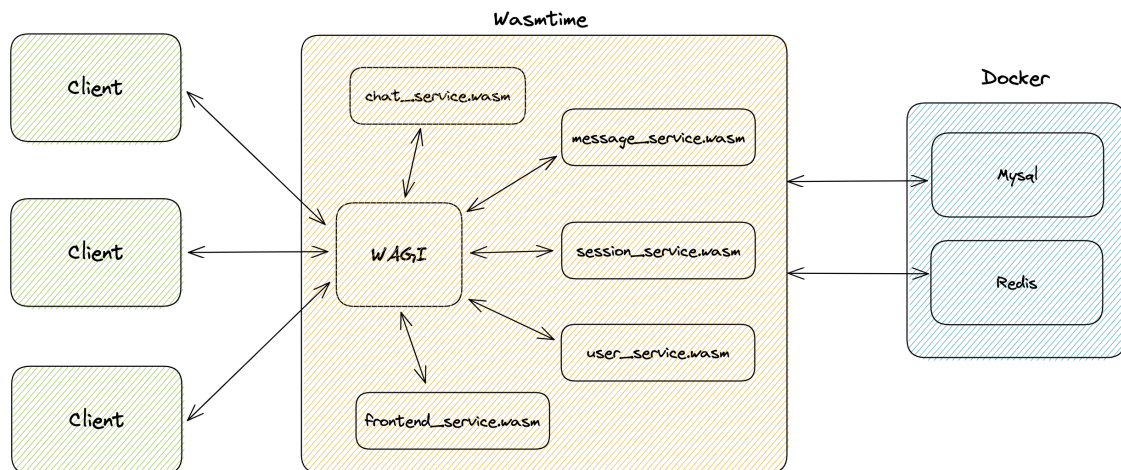 Wasmtime
Client
Client
Client
chat_service.wasm
message_service.wasm
WAGI
session_service.wasm
user_service.wasm
frontend_service.wasm
Docker
Mysql
Redis